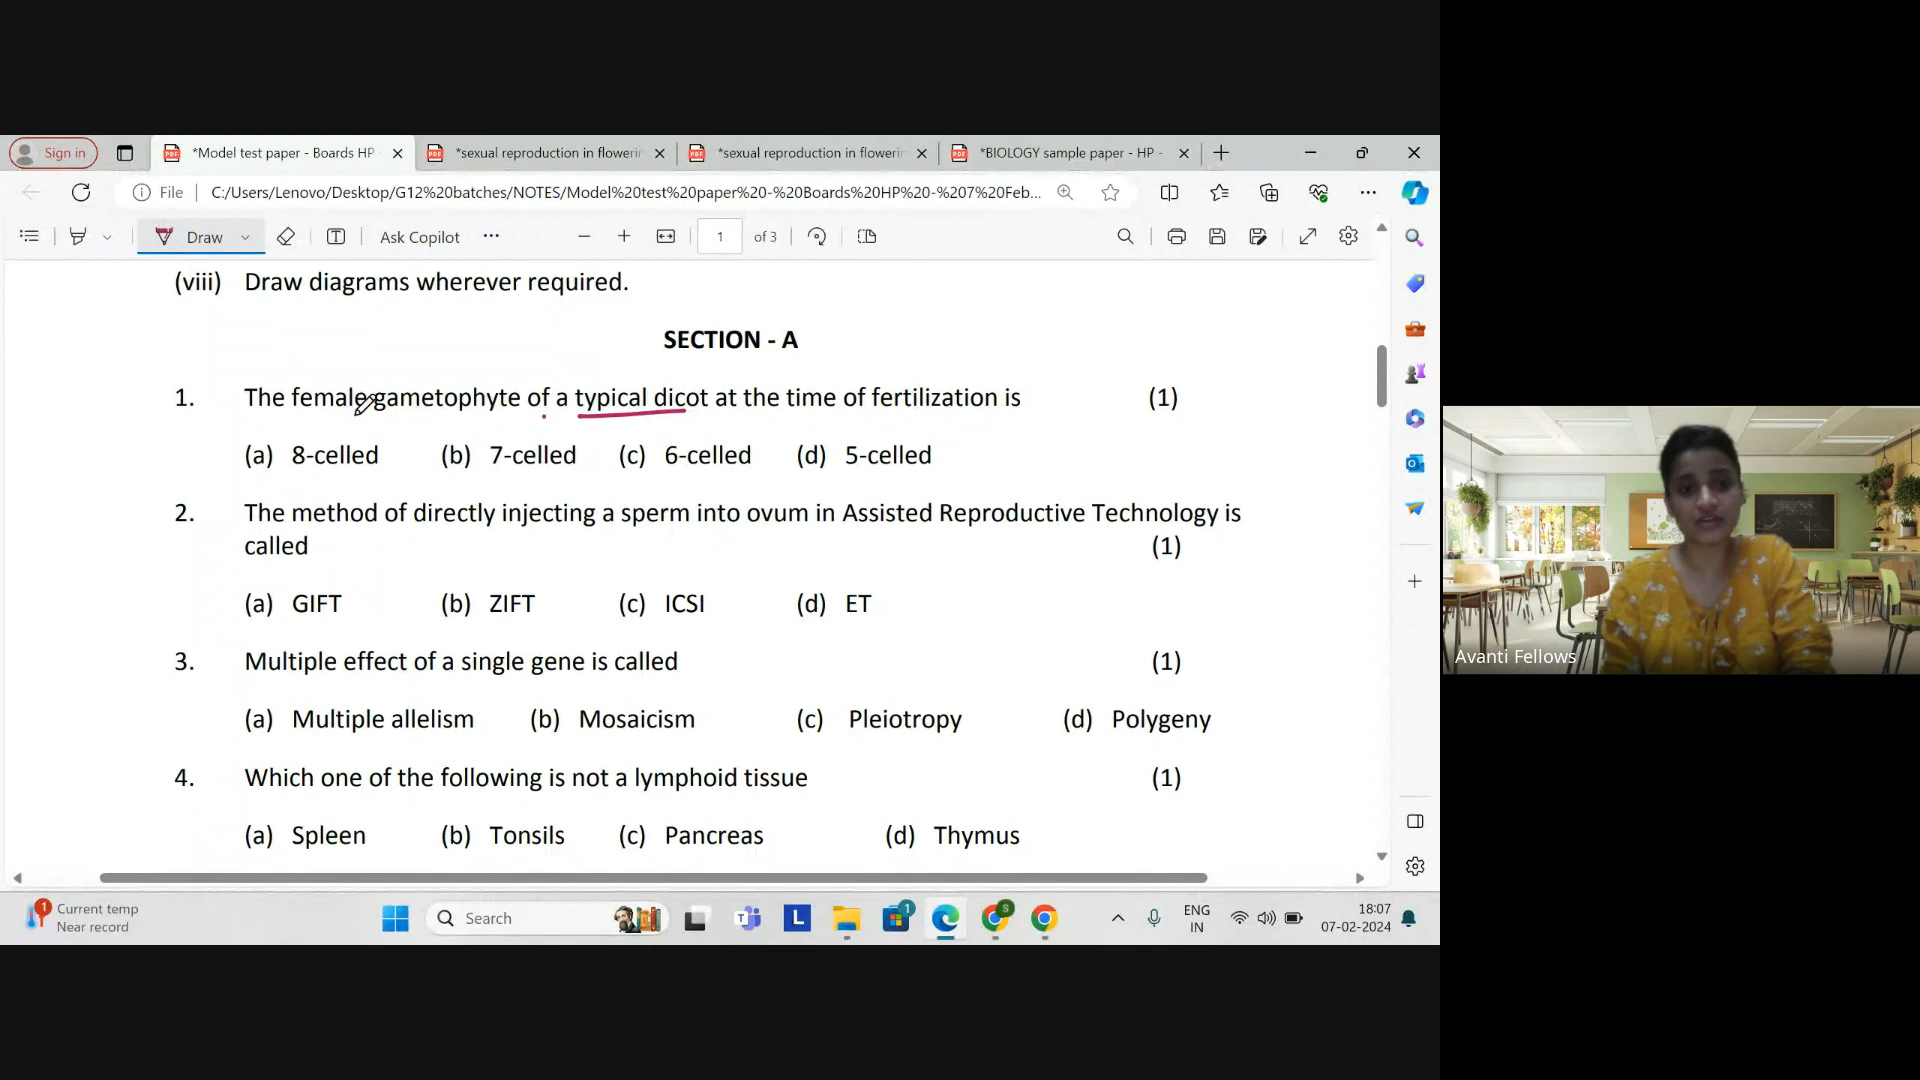 Sign in
*Model test paper - Boards HP
*sexual reproduction in flowerin
*sexual reproduction in flowerin
*BIOLOGY sample paper - HP -
File
C:/Users/Lenovo/Desktop/G12%20batches/NOTES/Model%20test%20paper%20-%20Boards%20HP%20-%207%20Feb...
Draw
Ask Copilot
1
of 3
(viii) Draw diagrams wherever required.
SECTION - A
1. The female gametophyte of a typical dicot at the time of fertilization is (1)
(a) 8-celled (b) 7-celled (c) 6-celled (d) 5-celled
2. The method of directly injecting a sperm into ovum in Assisted Reproductive Technology is
called (1)
(a) GIFT (b) ZIFT (c) ICSI (d) ET
3. Multiple effect of a single gene is called (1)
(a) Multiple allelism (b) Mosaicism (c) Pleiotropy (d) Polygeny
4. Which one of the following is not a lymphoid tissue (1)
(a) Spleen (b) Tonsils (c) Pancreas (d) Thymus
Avanti Fellows
1
Current temp
Near record
Search
L
1
S
ENG
IN
18:07
07-02-2024